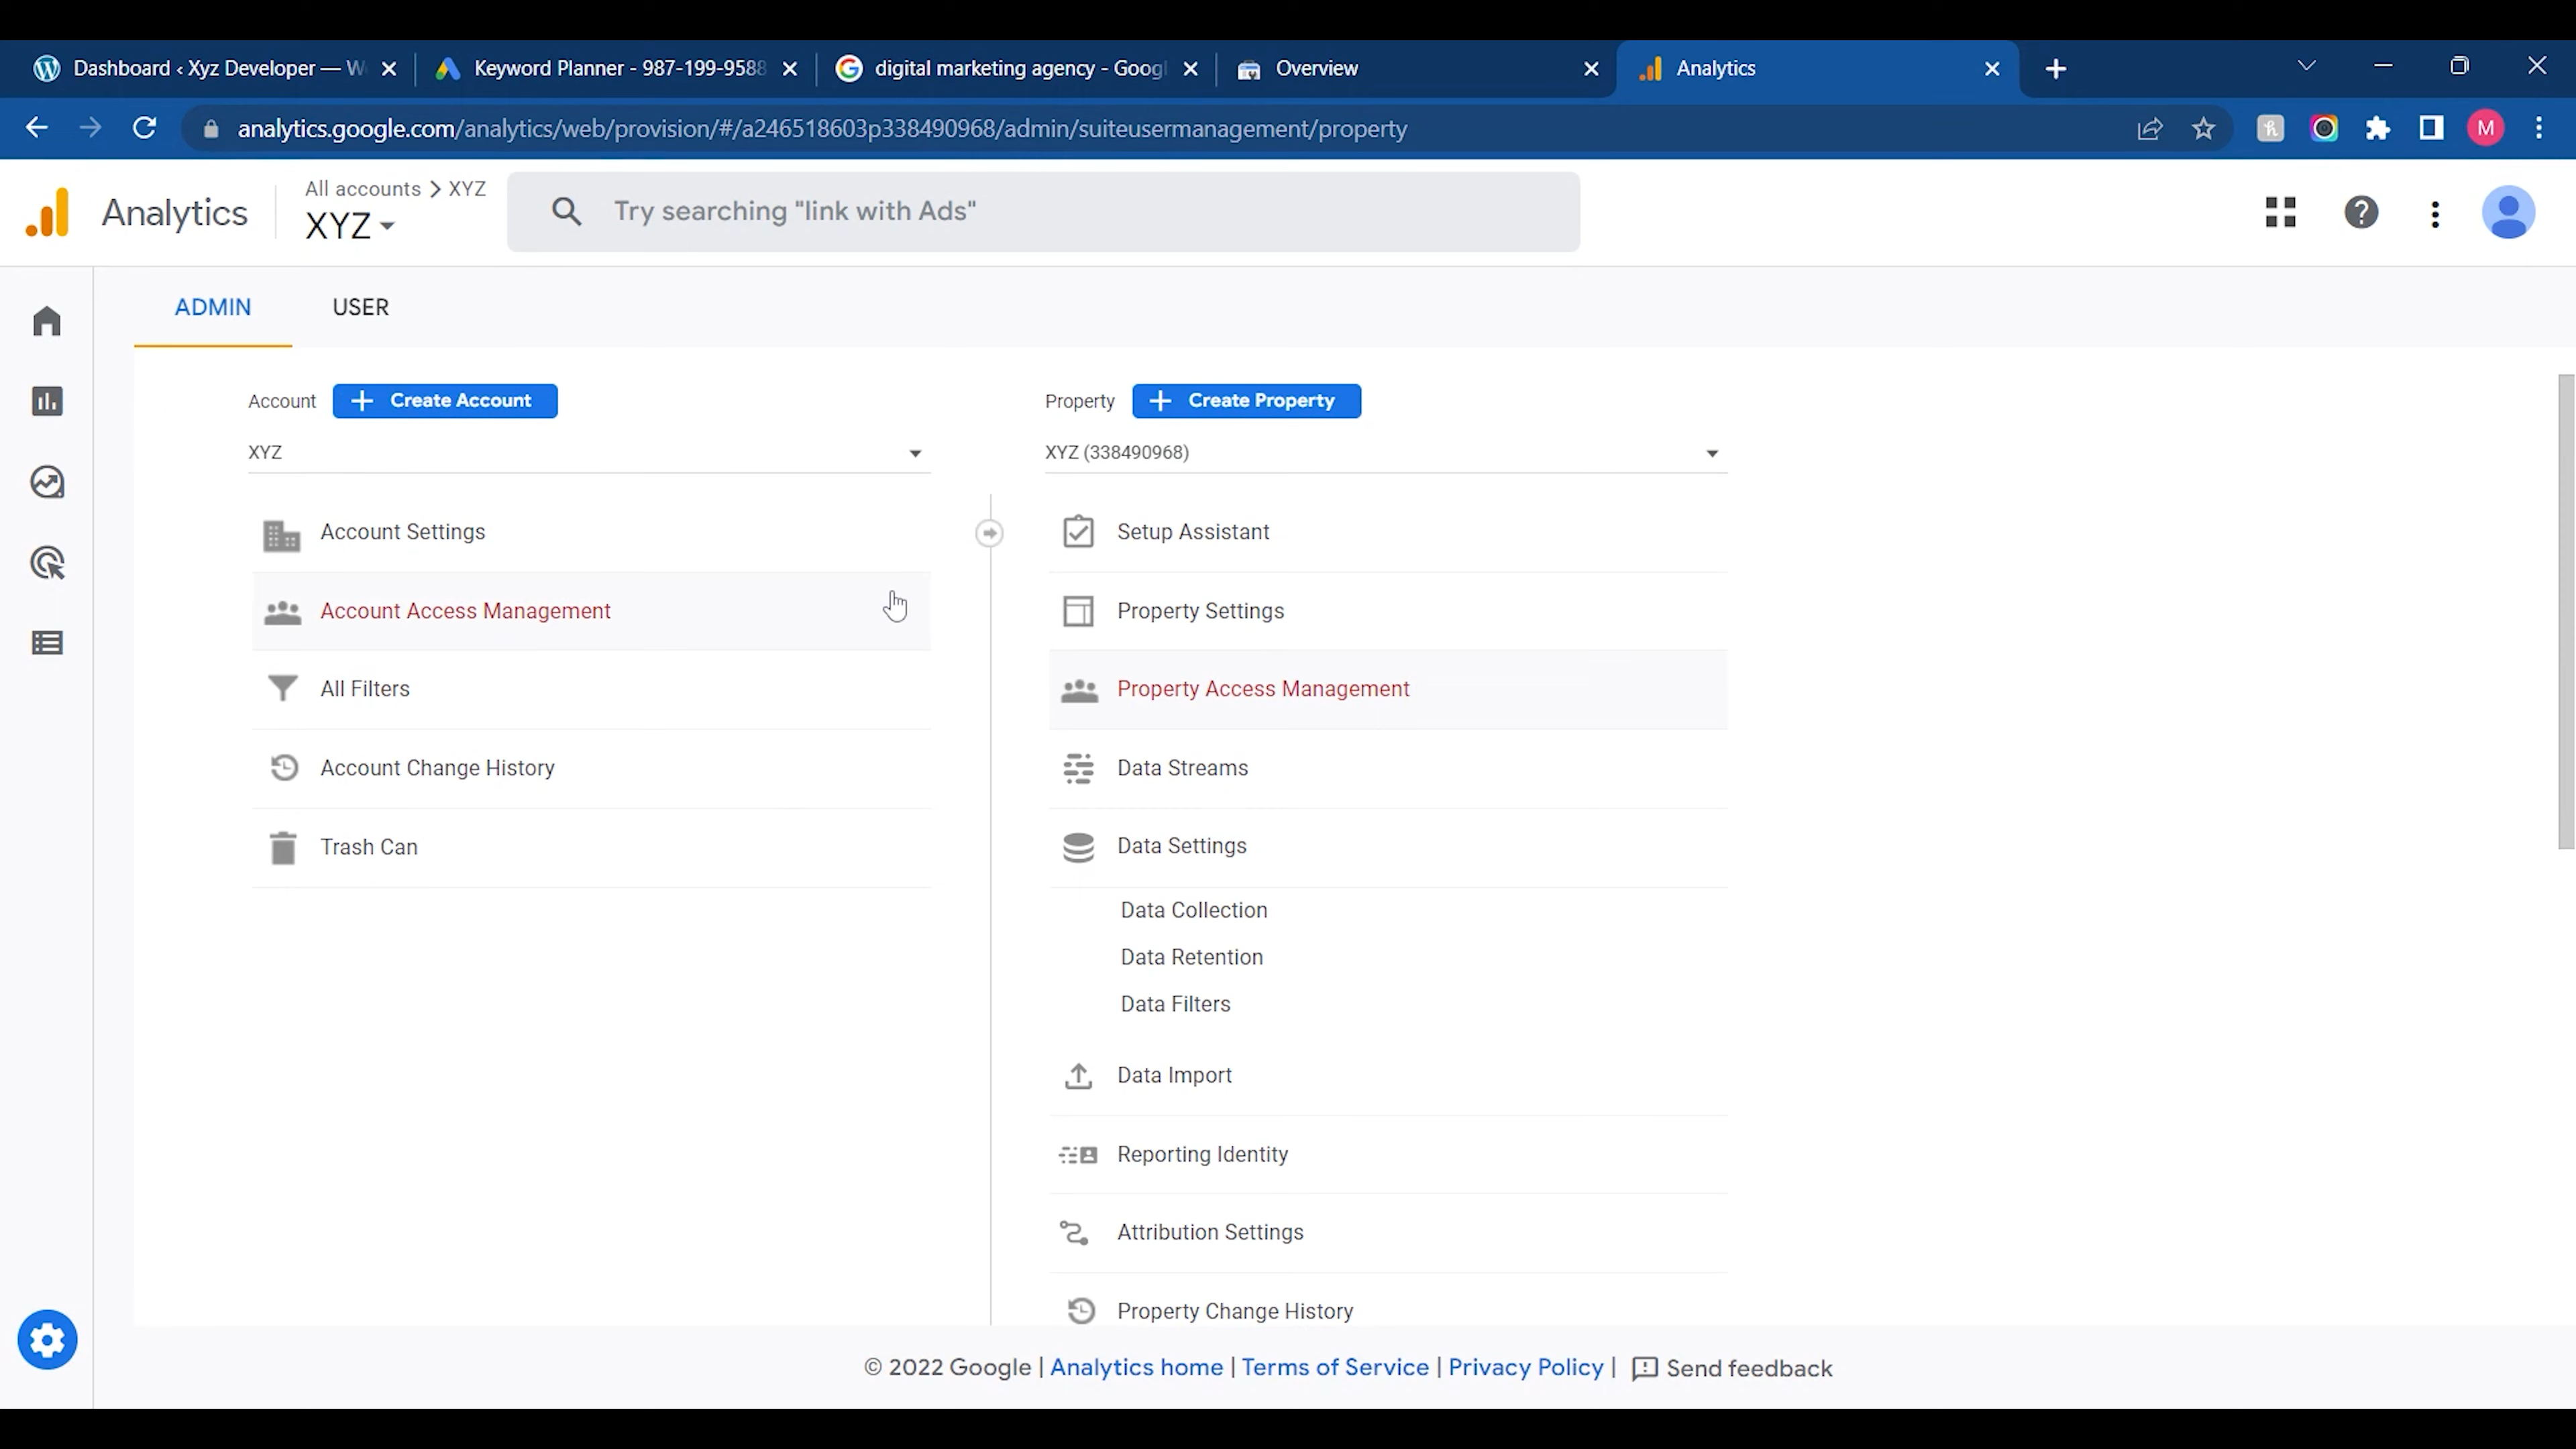 Dashboard ‹ Xyz Developer — W
Keyword Planner - 987-199-9588
digital marketing agency - Googl
Overview
Analytics
analytics.google.com/analytics/web/provision/#/a246518603p338490968/admin/suiteusermanagement/property
M
Analytics
All accounts > XYZ
XYZ
Try searching "link with Ads"
ADMIN
USER
Account
Create Account
XYZ
Account Settings
Account Access Management
All Filters
Account Change History
Trash Can
Property
Create Property
XYZ (338490968)
Setup Assistant
Property Settings
Property Access Management
Data Streams
Data Settings
Data Collection
Data Retention
Data Filters
Data Import
Reporting Identity
Attribution Settings
Property Change History
© 2022 Google | Analytics home | Terms of Service | Privacy Policy | Send feedback